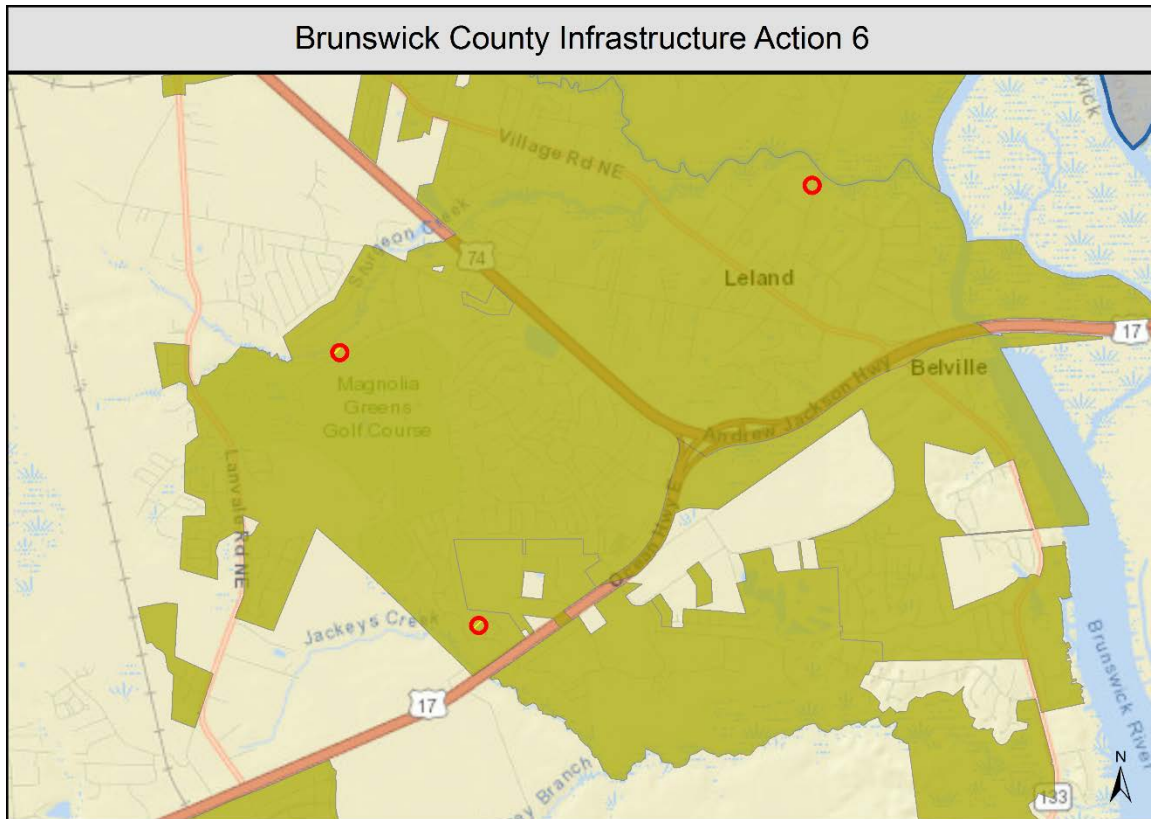 Brunswick County Infrastructure Action 6
Village Rd NE
Sturgeon Creek
74
Leland
17
Belville
Andrew Jackson Hwy
Magnolia
Greens
Golf Course
Lanvale Rd NE
Ocean Hwy E
Jackeys Creek
17
Brunswick River
Branch
133
N